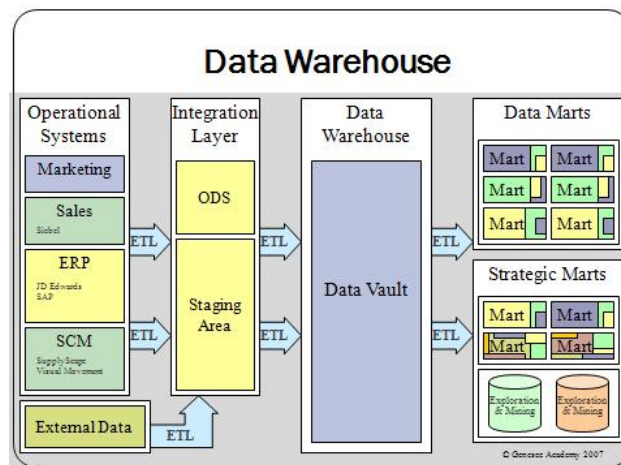 Data Warehouse
Operational
Systems
Marketing
Sales
Siebel
ERP
JD Edwards
SAP
SCM
Visual Movement
External Data
ETL
ETL
ETL
Integration
Layer
ODS
Staging
Area
ETL
ETL
Data
Warehouse
Data Vault
ETL
ETL
Data Marts
Mart
Mart
Mart
Mart
Mart
Mart
Strategic Marts
Mart
Mart
Mart
Mart
Exploration
& Mining
Exploration
& Mining
© Genesee Academy 2007